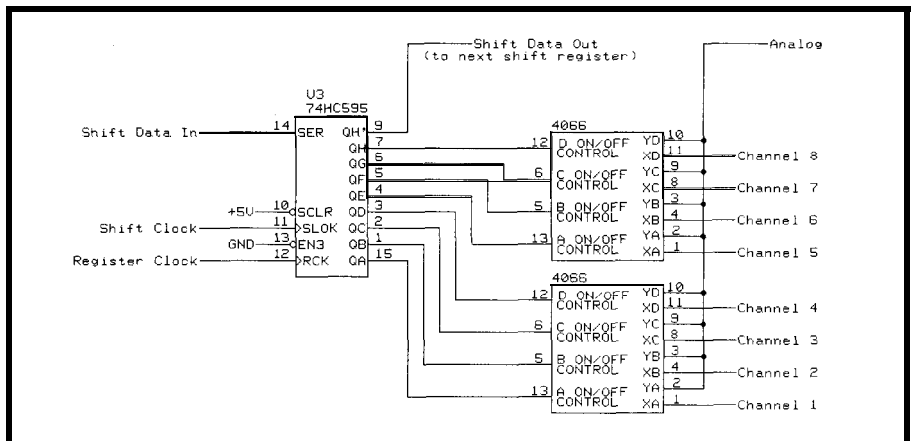 Shift Data Out
(to next shift register)
Analog
U3
74HC595
Shift Data In
14 SER QH' 9
QH 7
QG 6
QF 5
QE 4
+5V 10 SCLR QD 3
Shift Clock 11 SLOK QC 2
GND 13 EN3 QB 1
Register Clock 12 RCK QA 15
4066
12 D ON/OFF CONTROL YD 10
XD 11 Channel 8
6 C ON/OFF CONTROL YC 9
XC 8 Channel 7
5 B ON/OFF CONTROL YB 3
XB 4 Channel 6
13 A ON/OFF CONTROL YA 2
XA 1 Channel 5
4066
12 D ON/OFF CONTROL YD 10
XD 11 Channel 4
6 C ON/OFF CONTROL YC 9
XC 8 Channel 3
5 B ON/OFF CONTROL YB 3
XB 4 Channel 2
13 A ON/OFF CONTROL YA 2
XA 1 Channel 1